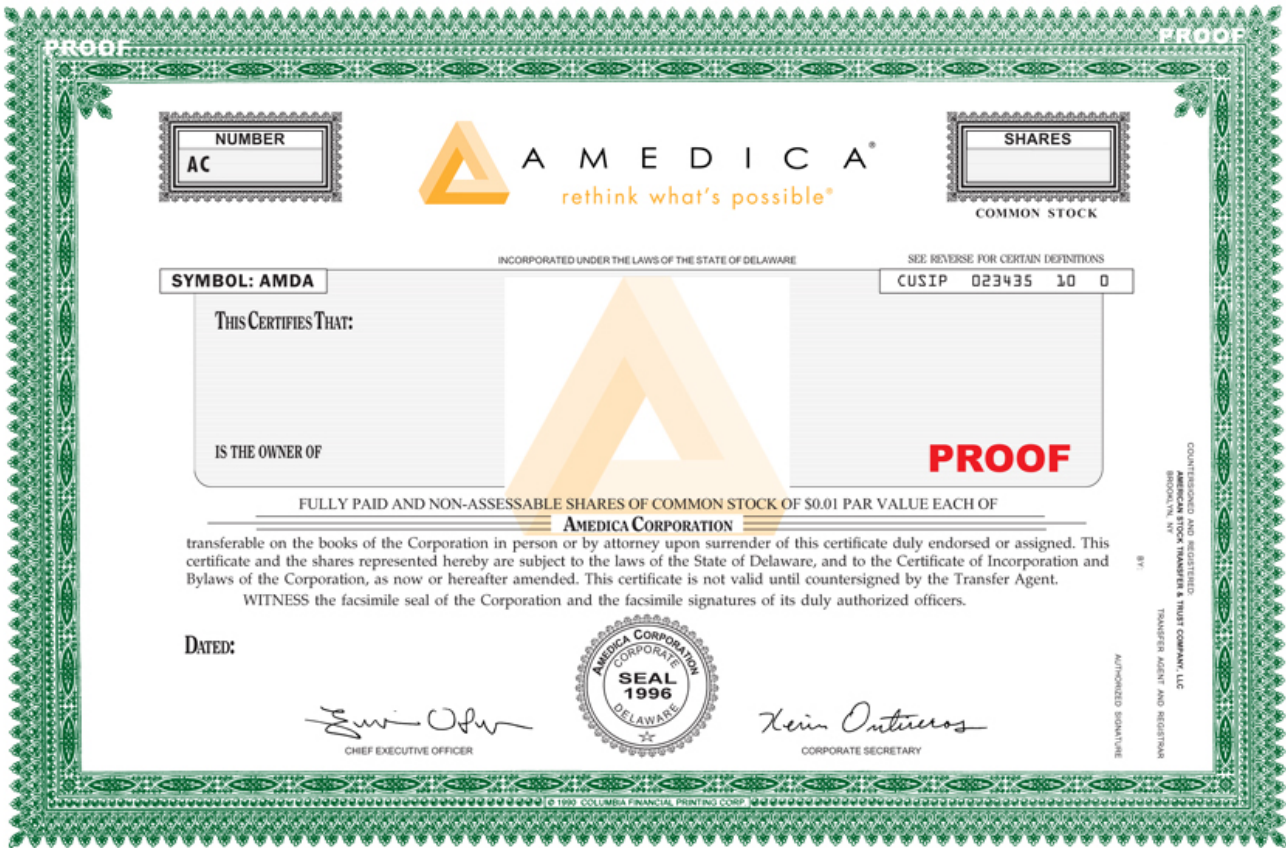 PROOF
PROOF
NUMBER
AC
AMEDICA®
rethink what's possible®
SHARES
COMMON STOCK
INCORPORATED UNDER THE LAWS OF THE STATE OF DELAWARE
SEE REVERSE FOR CERTAIN DEFINITIONS
SYMBOL: AMDA
CUSIP 023435 10 0
THIS CERTIFIES THAT:
IS THE OWNER OF
PROOF
FULLY PAID AND NON-ASSESSABLE SHARES OF COMMON STOCK OF $0.01 PAR VALUE EACH OF
AMEDICA CORPORATION
transferable on the books of the Corporation in person or by attorney upon surrender of this certificate duly endorsed or assigned. This
certificate and the shares represented hereby are subject to the laws of the State of Delaware, and to the Certificate of Incorporation and
Bylaws of the Corporation, as now or hereafter amended. This certificate is not valid until countersigned by the Transfer Agent.
WITNESS the facsimile seal of the Corporation and the facsimile signatures of its duly authorized officers.
DATED:
AMEDICA CORPORATION
CORPORATE
SEAL
1996
DELAWARE
CHIEF EXECUTIVE OFFICER
CORPORATE SECRETARY
COUNTERSIGNED AND REGISTERED:
AMERICAN STOCK TRANSFER & TRUST COMPANY, LLC
BROOKLYN, NY
TRANSFER AGENT AND REGISTRAR
BY:
AUTHORIZED SIGNATURE
© 1990 COLUMBIA FINANCIAL PRINTING CORP.